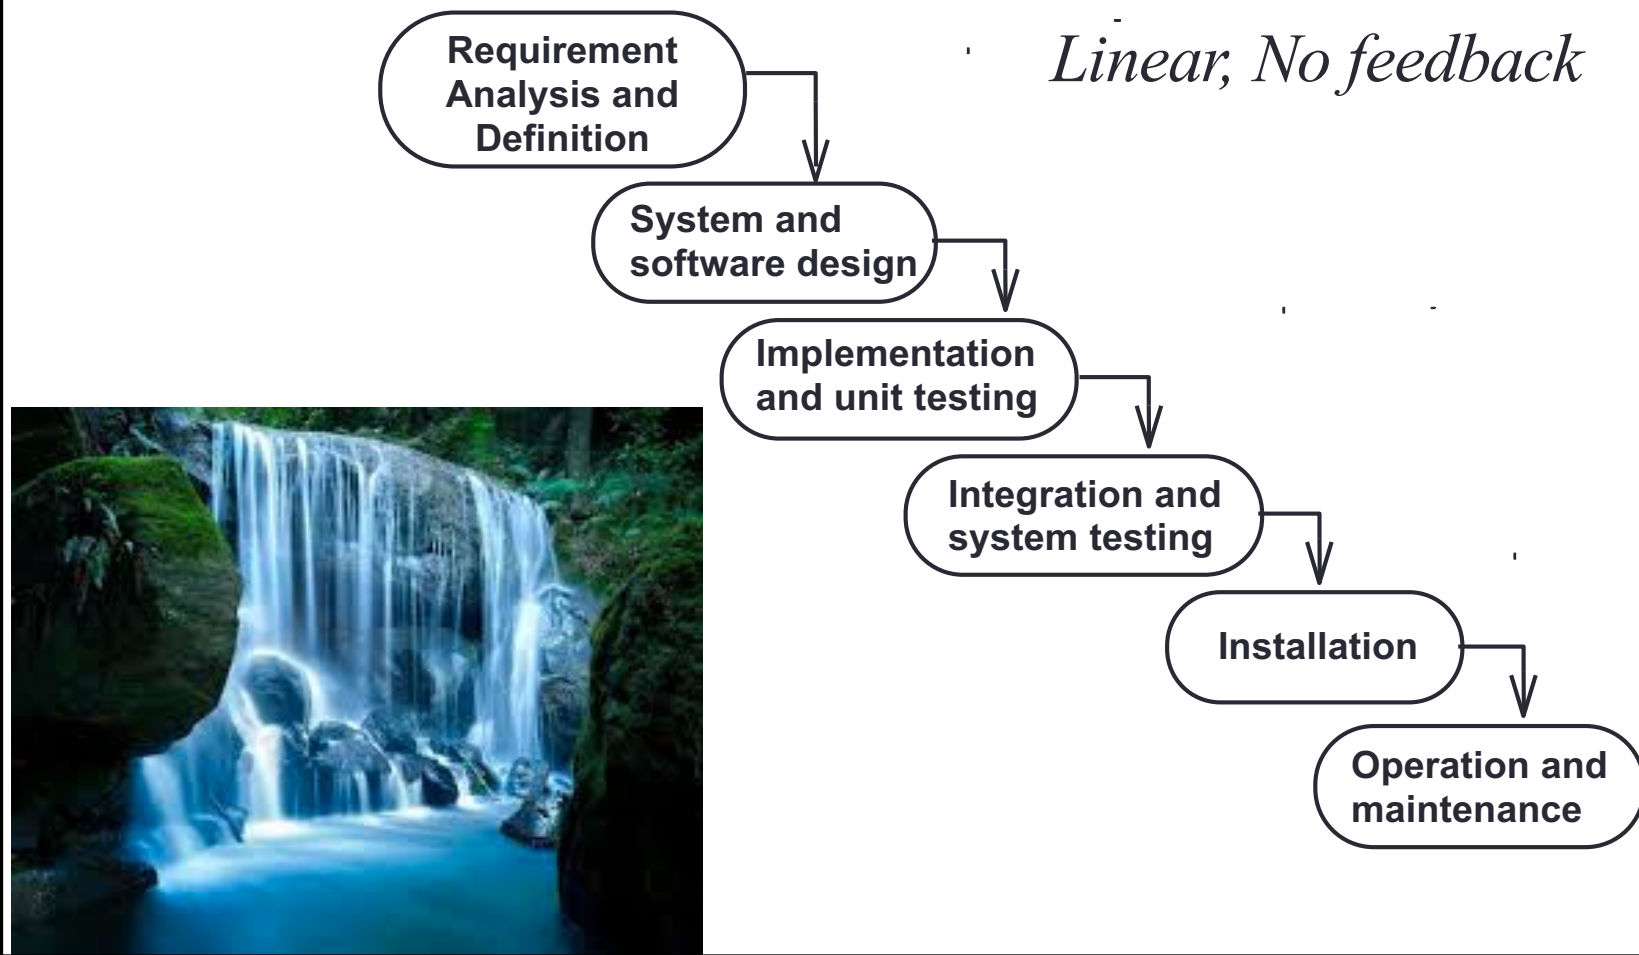 Linear, No feedback
Requirement
Analysis and
Definition
System and
software design
Implementation
and unit testing
Integration and
system testing
Installation
Operation and
maintenance